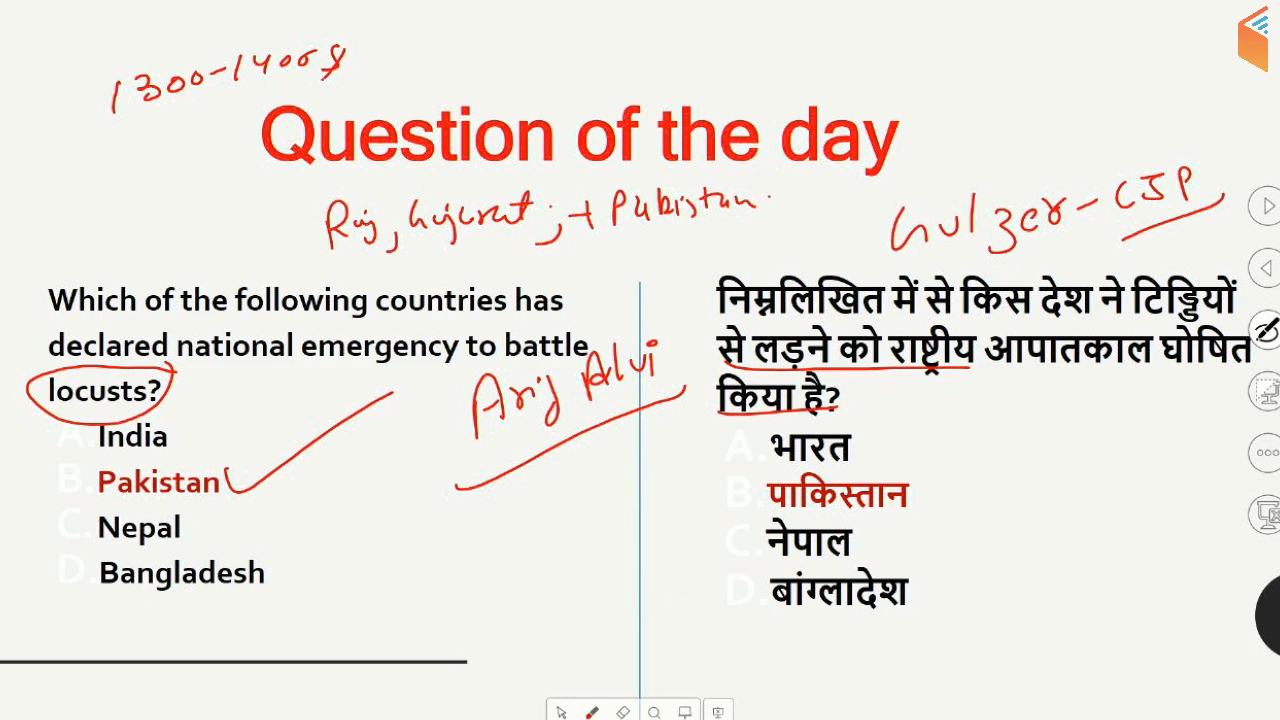 1300-1400 g
Question of the day
Raj, Gujarat, + Pakistan
Gulzer - CJP
Which of the following countries has
declared national emergency to battle
locusts?
Arif Alvi
A. India
B. Pakistan
C. Nepal
D. Bangladesh
निम्नलिखित में से किस देश ने टिड्डियों
से लड़ने को राष्ट्रीय आपातकाल घोषित
किया है?
A. भारत
B. पाकिस्तान
C. नेपाल
D. बांग्लादेश